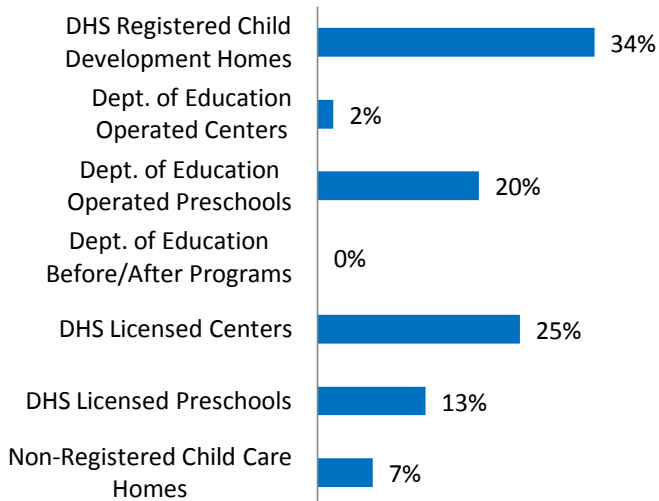 DHS Registered Child
Development Homes
34%
Dept. of Education
Operated Centers
2%
Dept. of Education
Operated Preschools
20%
Dept. of Education
Before/After Programs
0%
DHS Licensed Centers
25%
DHS Licensed Preschools
13%
Non-Registered Child Care
Homes
7%